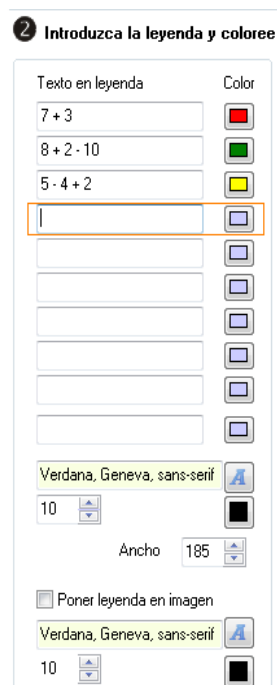 2 Introduzca la leyenda y coloree
Texto en leyenda Color
7 + 3
8 + 2 - 10
5 - 4 + 2
Verdana, Geneva, sans-serif A
10
Ancho 185
Poner leyenda en imagen
Verdana, Geneva, sans-serif A
10